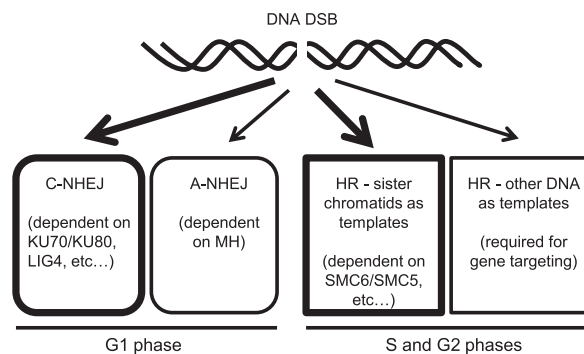 DNA DSB
C-NHEJ
(dependent on
KU70/KU80,
LIG4, etc...)
A-NHEJ
(dependent
on MH)
HR - sister
chromatids as
templates
(dependent on
SMC6/SMC5,
etc...)
HR - other DNA
as templates
(required for
gene targeting)
G1 phase
S and G2 phases